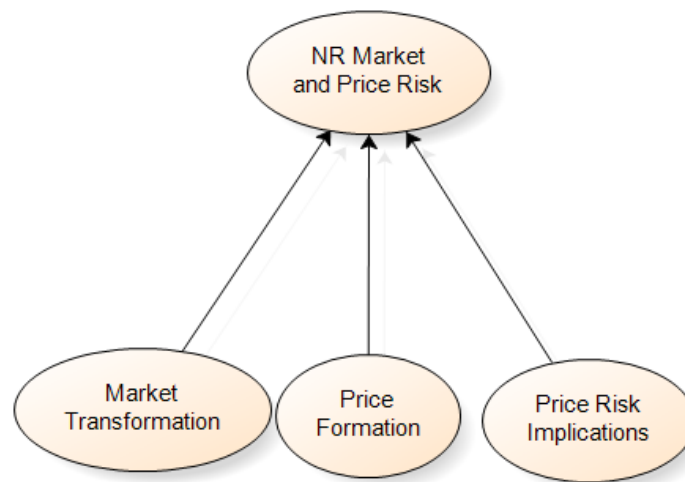 NR Market
and Price Risk
Market
Transformation
Price
Formation
Price Risk
Implications